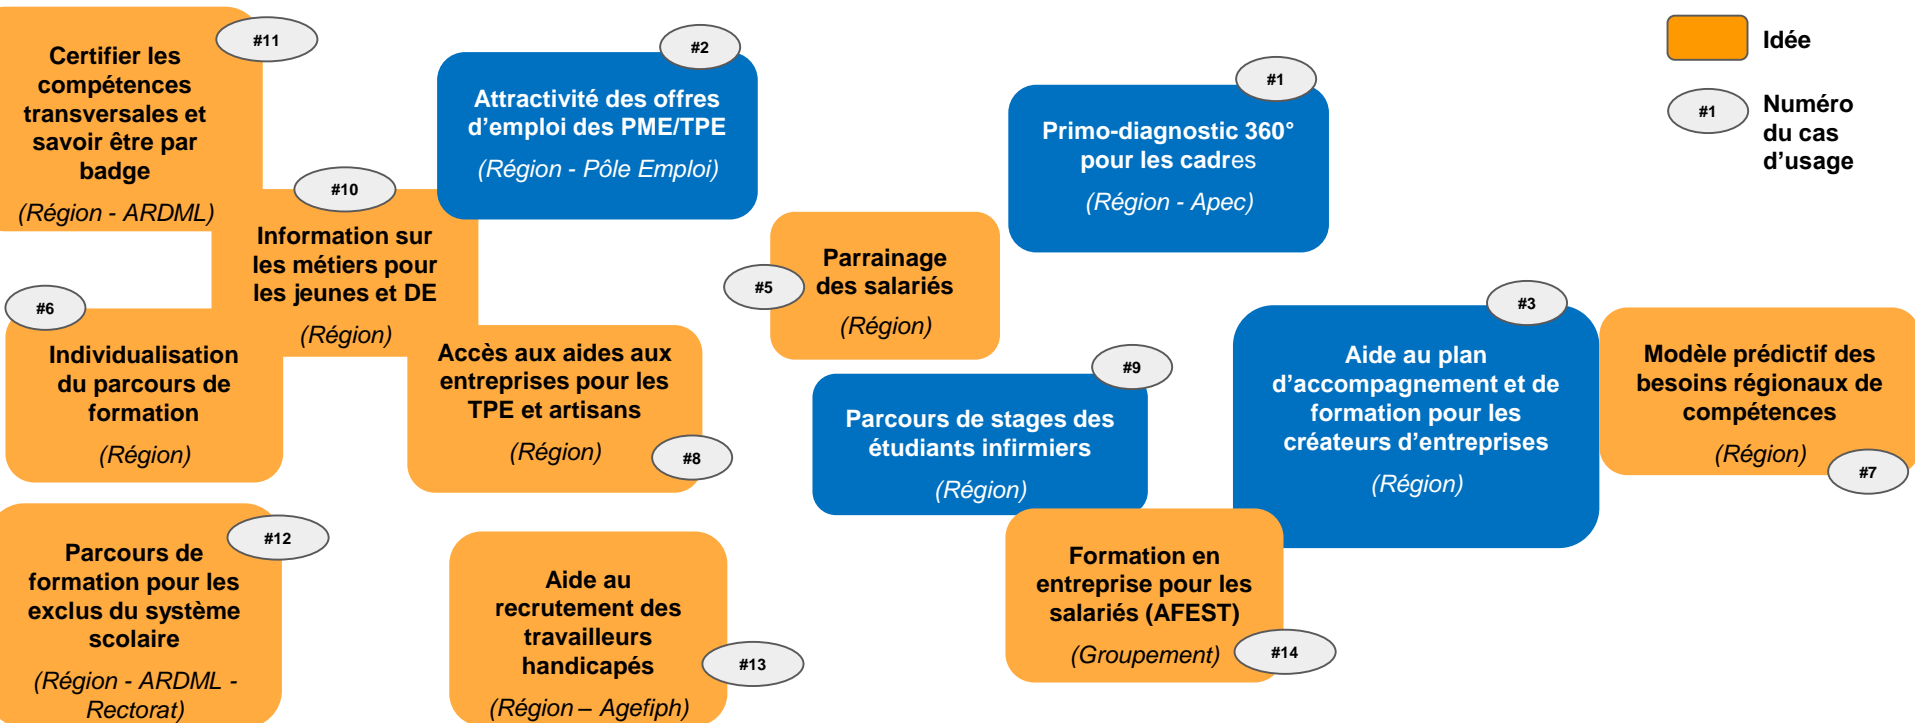 #11
Certifier les
compétences
transversales et
savoir être par
badge
(Région - ARDML)
#10
Information sur
les métiers pour
les jeunes et DE
(Région)
#2
Attractivité des offres
d’emploi des PME/TPE
(Région - Pôle Emploi)
#1
Primo-diagnostic 360°
pour les cadres
(Région - Apec)
Idée
#1
Numéro
du cas
d’usage
#5
Parrainage
des salariés
(Région)
#6
Individualisation
du parcours de
formation
(Région)
Accès aux aides aux
entreprises pour les
TPE et artisans
(Région)
#8
#9
Parcours de stages des
étudiants infirmiers
(Région)
#3
Aide au plan
d’accompagnement et de
formation pour les
créateurs d’entreprises
(Région)
Modèle prédictif des
besoins régionaux de
compétences
(Région)
#7
#12
Parcours de
formation pour les
exclus du système
scolaire
(Région - ARDML -
Rectorat)
Aide au
recrutement des
travailleurs
handicapés
#13
(Région – Agefiph)
Formation en
entreprise pour les
salariés (AFEST)
(Groupement)
#14